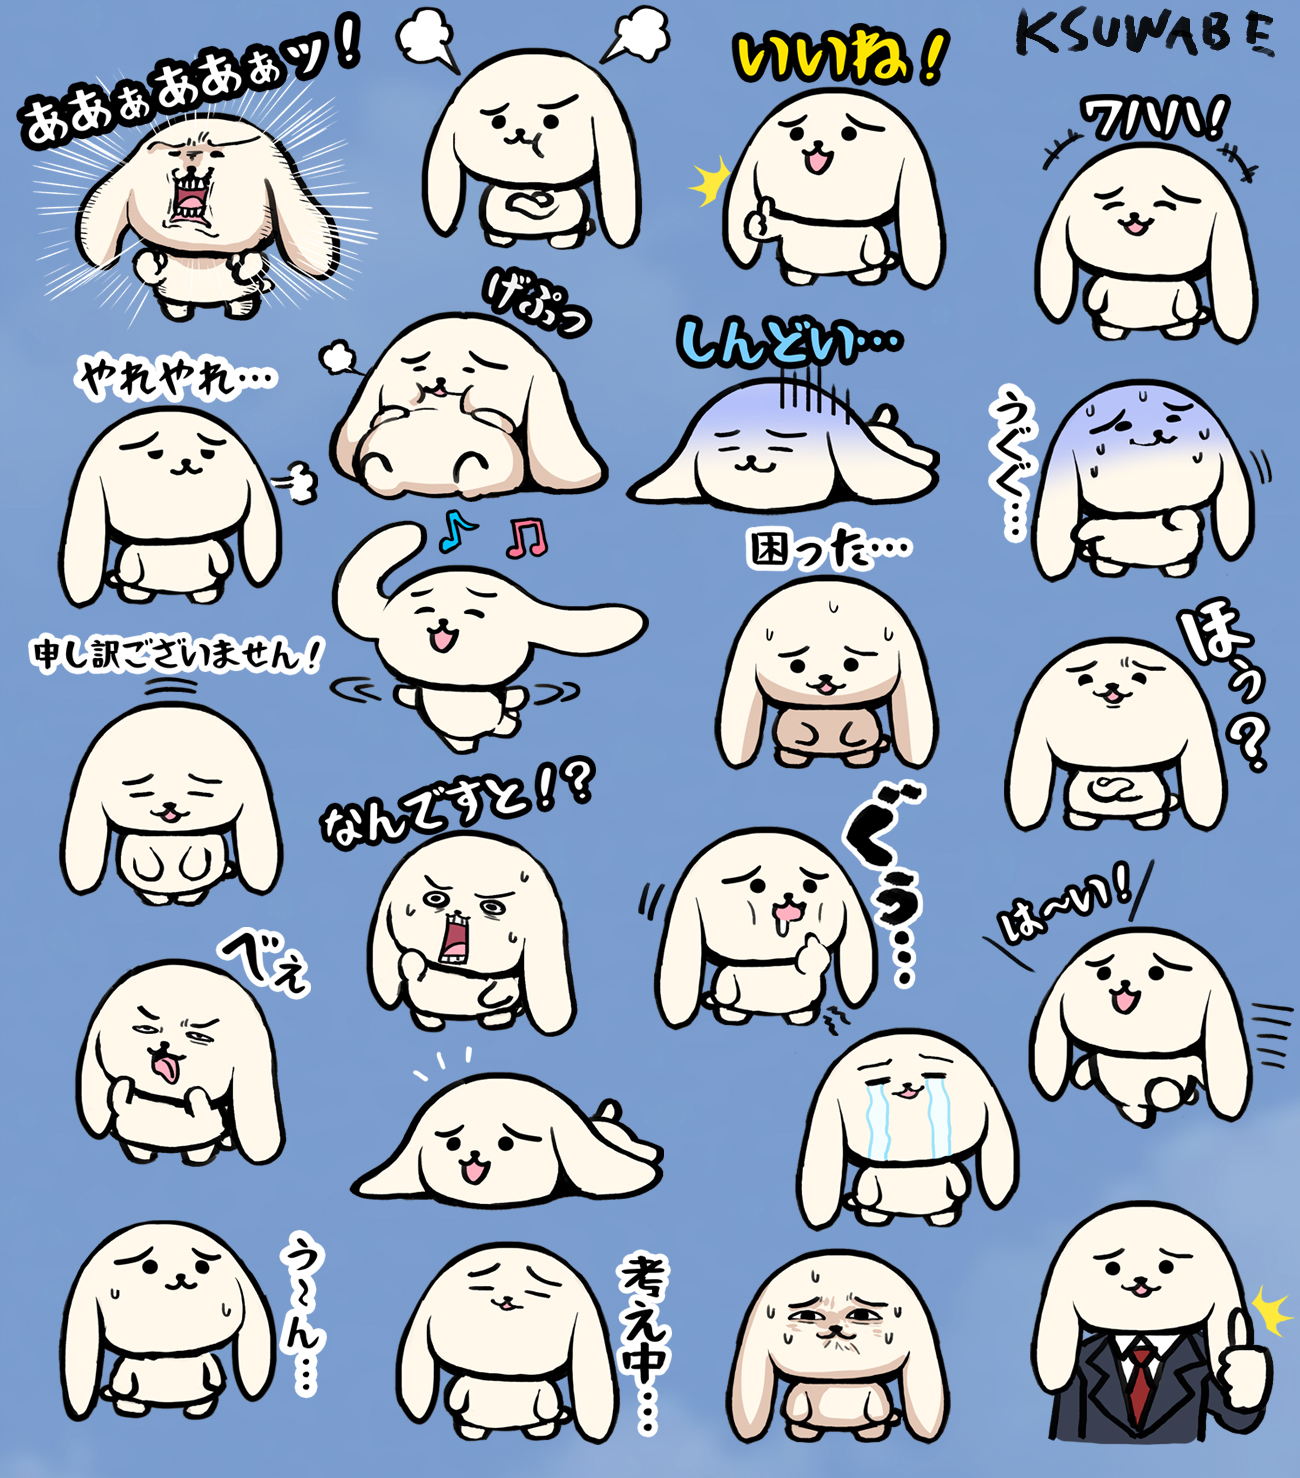 KSUWABE
あぁぁあぁあぁッ!
いいね!
ワハハ!
げぷっ
やれやれ…
しんどい…
うぐぐ…
困った…
申し訳ございません!
ほぅ?
なんですと!?
ぐぅ…
は〜い!
べぇ
う〜ん…
考え中…